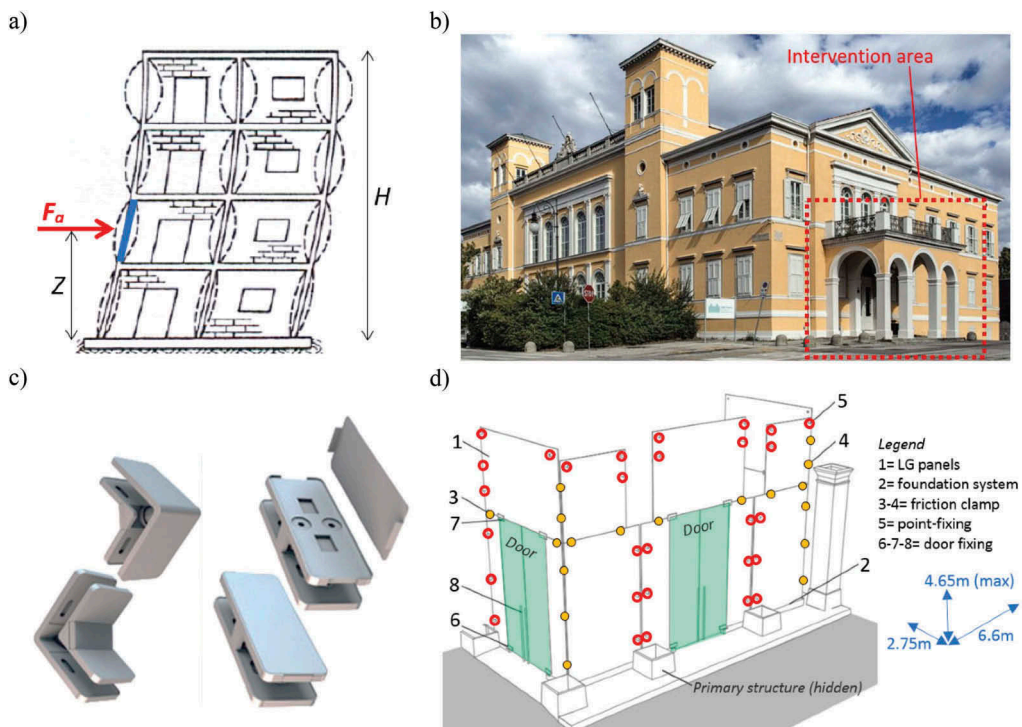 a)
H
Fa
Z
b)
Intervention area
c)
d)
1
3
7
8
6
5
4
2
Door
Door
Legend
1= LG panels
2= foundation system
3-4= friction clamp
5= point-fixing
6-7-8= door fixing
4.65m (max)
2.75m
6.6m
Primary structure (hidden)